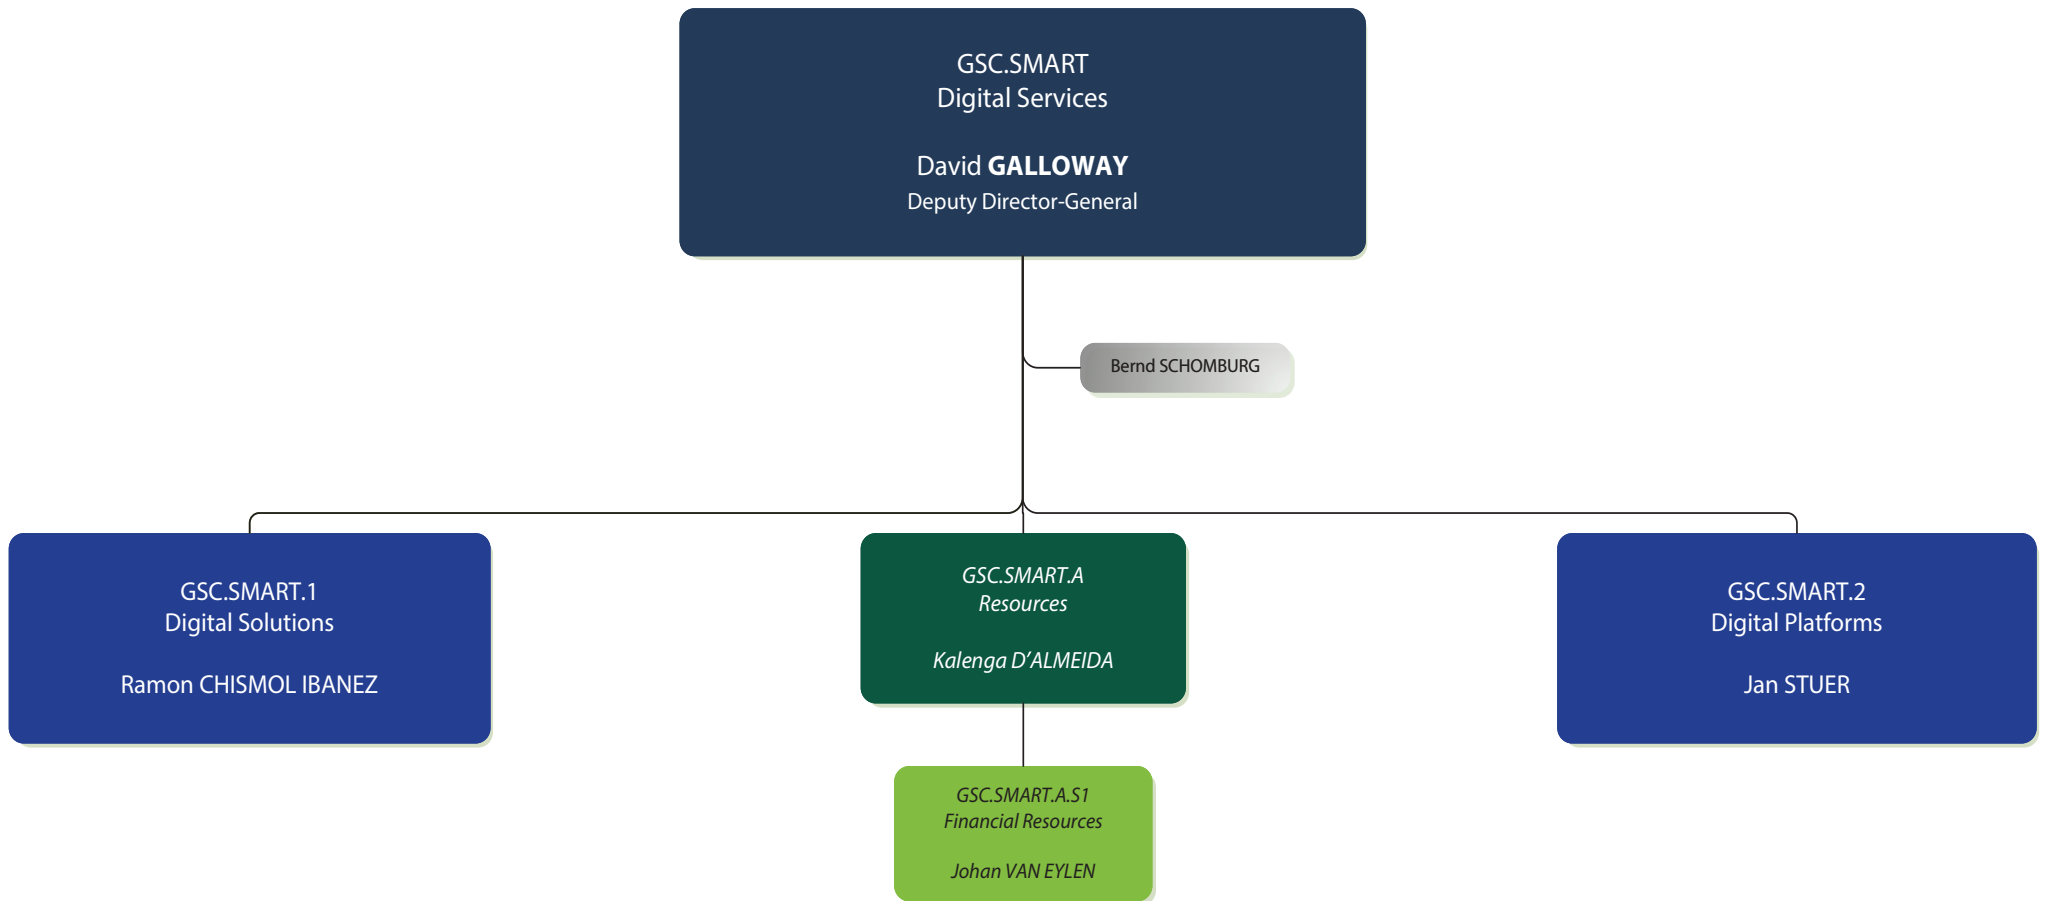 GSC.SMART
Digital Services
David GALLOWAY
Deputy Director-General
Bernd SCHOMBURG
GSC.SMART.1
Digital Solutions
Ramon CHISMOL IBANEZ
GSC.SMART.A
Resources
Kalenga D’ALMEIDA
GSC.SMART.2
Digital Platforms
Jan STUER
GSC.SMART.A.S1
Financial Resources
Johan VAN EYLEN